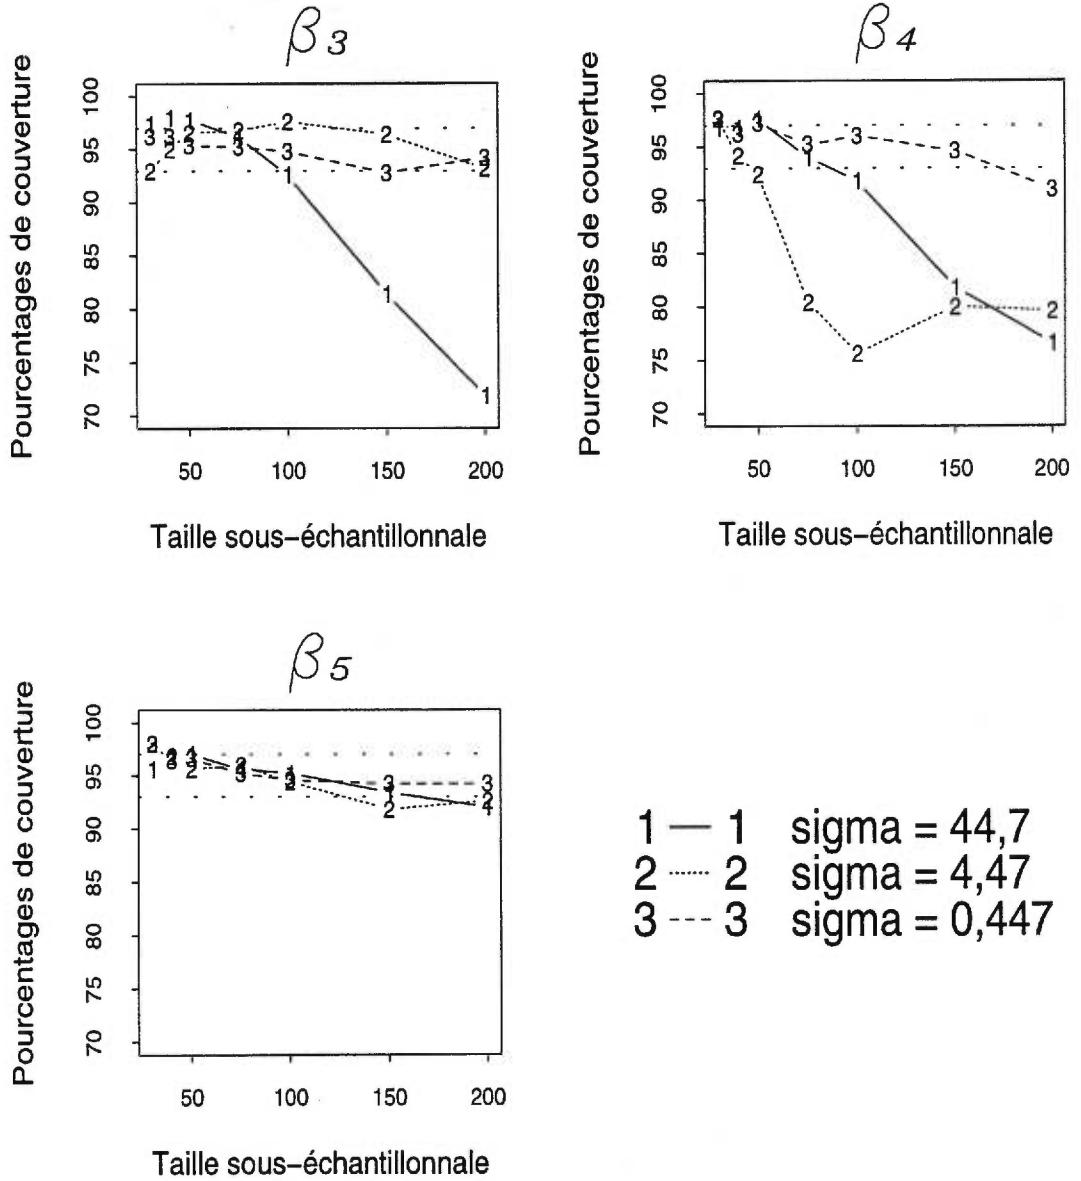 β3
β4
Pourcentages de couverture
100
95
90
85
80
75
70
50 100 150 200
Taille sous-échantillonnale
Pourcentages de couverture
100
95
90
85
80
75
70
50 100 150 200
Taille sous-échantillonnale
β5
Pourcentages de couverture
100
95
90
85
80
75
70
50 100 150 200
Taille sous-échantillonnale
1 — 1 sigma = 44,7
2 ····· 2 sigma = 4,47
3 --- 3 sigma = 0,447